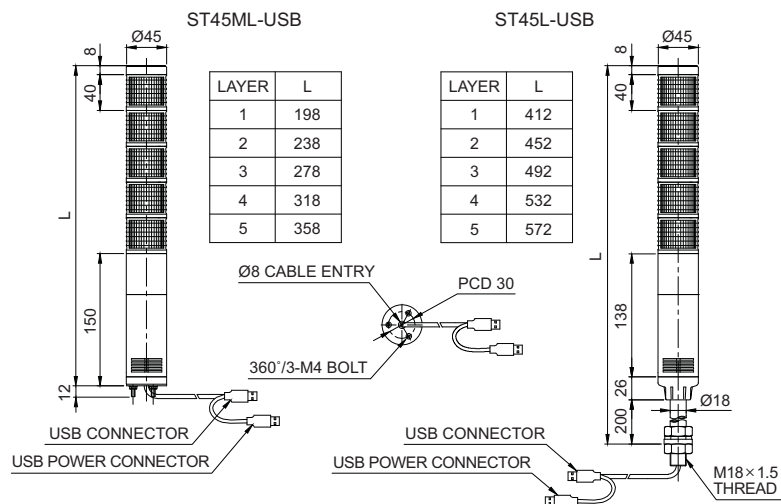 ST45ML-USB
Ø45
8
40
L
150
12
LAYER L
1 198
2 238
3 278
4 318
5 358
USB CONNECTOR
USB POWER CONNECTOR
Ø8 CABLE ENTRY
PCD 30
360°/3-M4 BOLT
ST45L-USB
Ø45
8
40
L
138
26
200
Ø18
LAYER L
1 412
2 452
3 492
4 532
5 572
USB CONNECTOR
USB POWER CONNECTOR
M18×1.5
THREAD